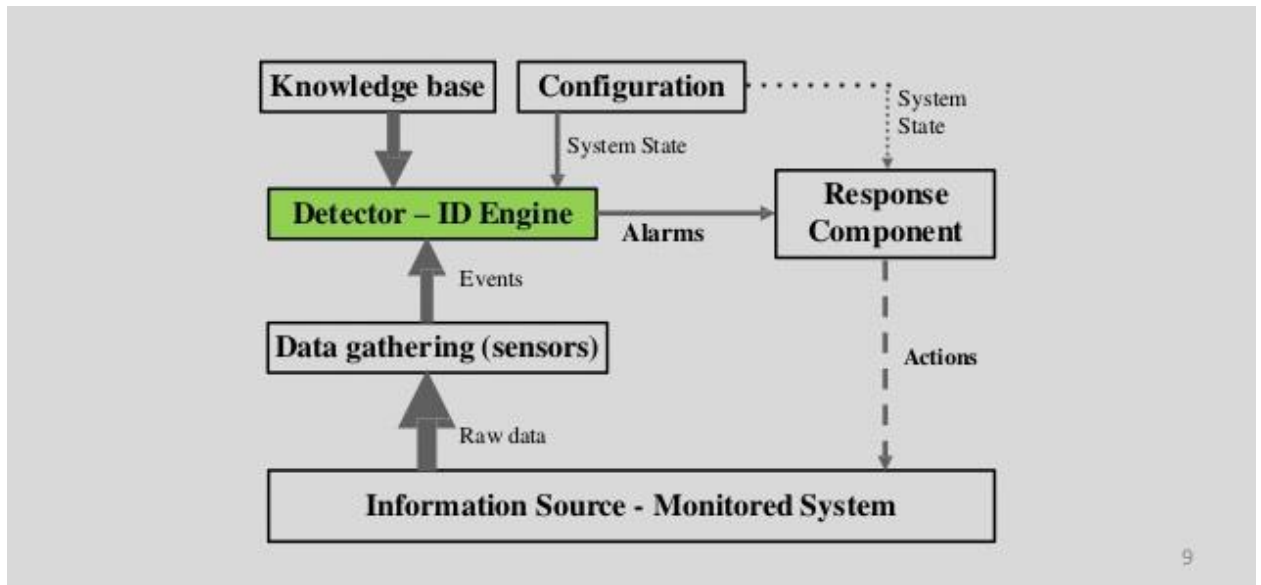 Knowledge base
Configuration
System
State
System State
Detector – ID Engine
Response
Component
Alarms
Events
Data gathering (sensors)
Actions
Raw data
Information Source - Monitored System
9